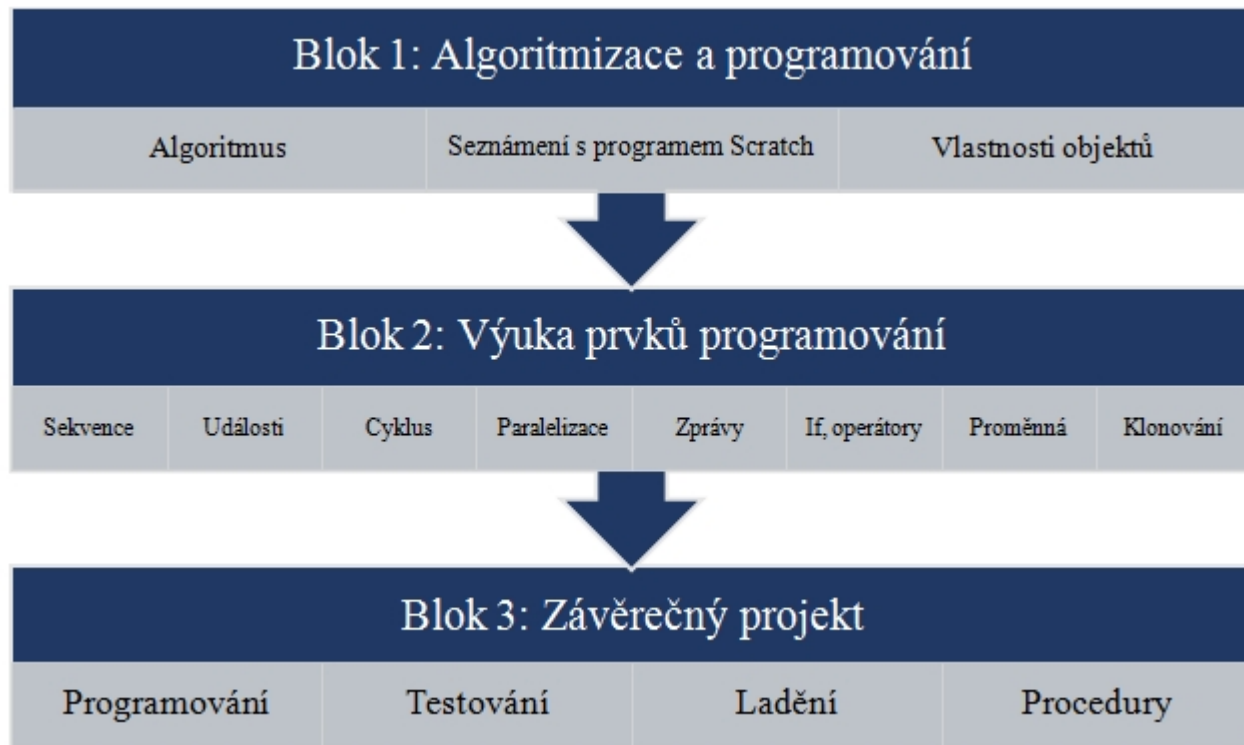 Blok 1: Algoritmizace a programování
Algoritmus
Seznámení s programem Scratch
Vlastnosti objektů
Blok 2: Výuka prvků programování
Sekvence
Události
Cyklus
Paralelizace
Zprávy
If, operátory
Proměnná
Klonování
Blok 3: Závěrečný projekt
Programování
Testování
Ladění
Procedury